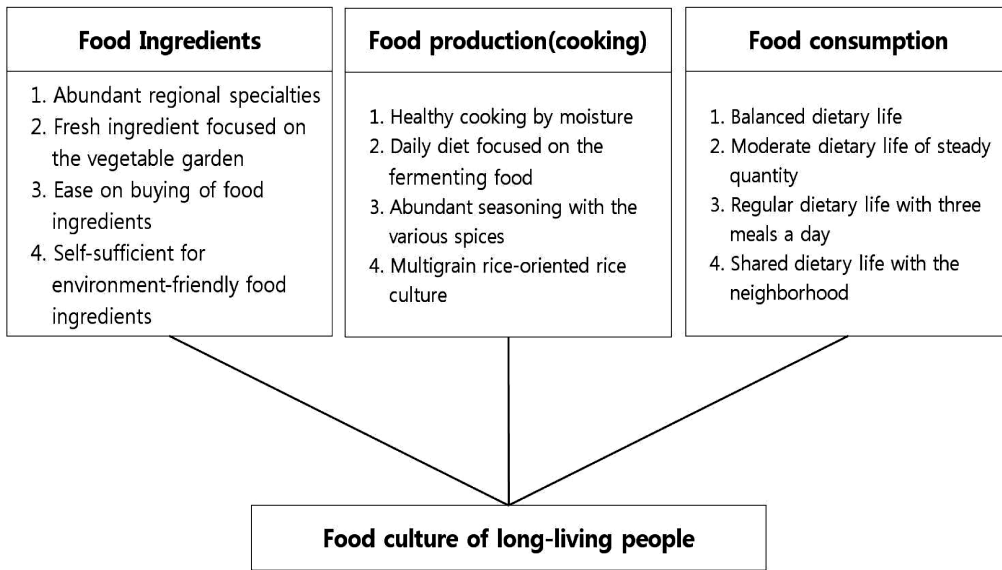 Food Ingredients
1. Abundant regional specialties
2. Fresh ingredient focused on
the vegetable garden
3. Ease on buying of food
ingredients
4. Self-sufficient for
environment-friendly food
ingredients
Food production(cooking)
1. Healthy cooking by moisture
2. Daily diet focused on the
fermenting food
3. Abundant seasoning with the
various spices
4. Multigrain rice-oriented rice
culture
Food consumption
1. Balanced dietary life
2. Moderate dietary life of steady
quantity
3. Regular dietary life with three
meals a day
4. Shared dietary life with the
neighborhood
Food culture of long-living people